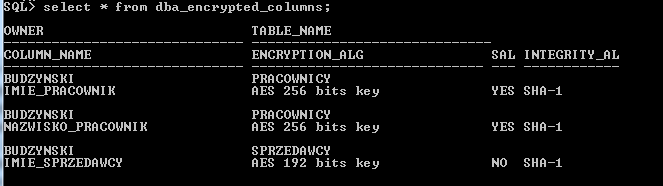 SQL> select * from dba_encrypted_columns;
OWNER TABLE_NAME
COLUMN_NAME ENCRYPTION_ALG SAL INTEGRITY_AL
BUDZYNSKI PRACOWNICY
IMIE_PRACOWNIK AES 256 bits key YES SHA-1
BUDZYNSKI PRACOWNICY
NAZWISKO_PRACOWNIK AES 256 bits key YES SHA-1
BUDZYNSKI SPRZEDAWCY
IMIE_SPRZEDAWCY AES 192 bits key NO SHA-1